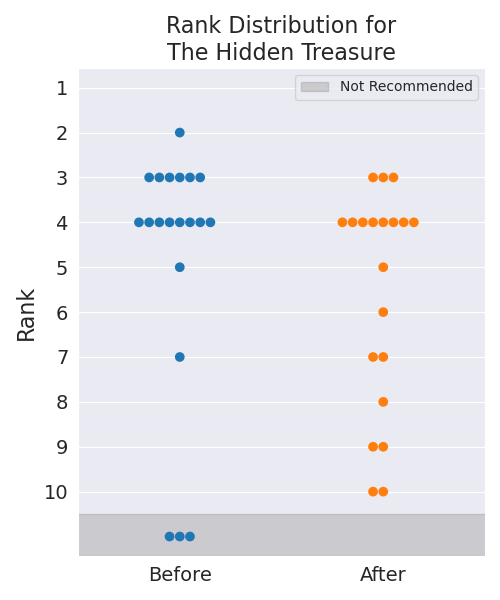 Rank Distribution for
The Hidden Treasure
Not Recommended
1
2
3
4
5
6
7
8
9
10
Rank
Before
After